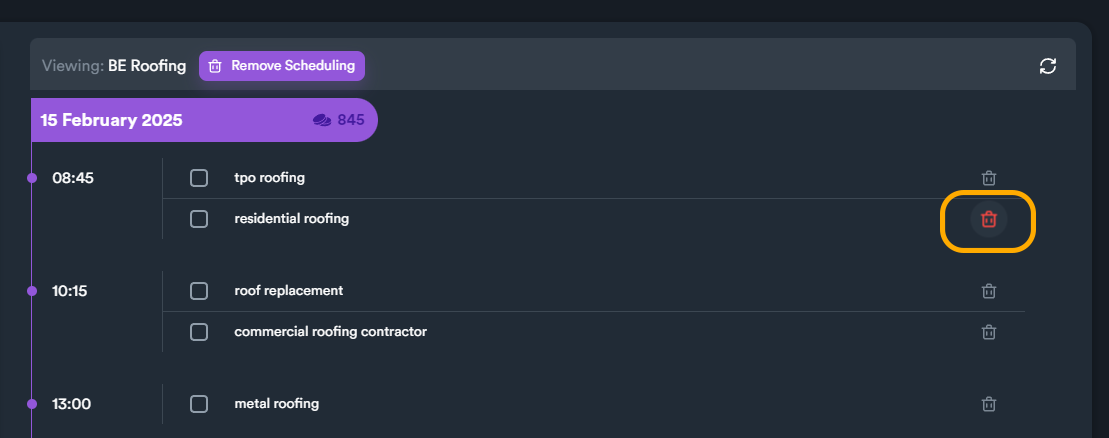 Viewing: BE Roofing Remove Scheduling
15 February 2025 845
08:45 tpo roofing
residential roofing
10:15 roof replacement
commercial roofing contractor
13:00 metal roofing